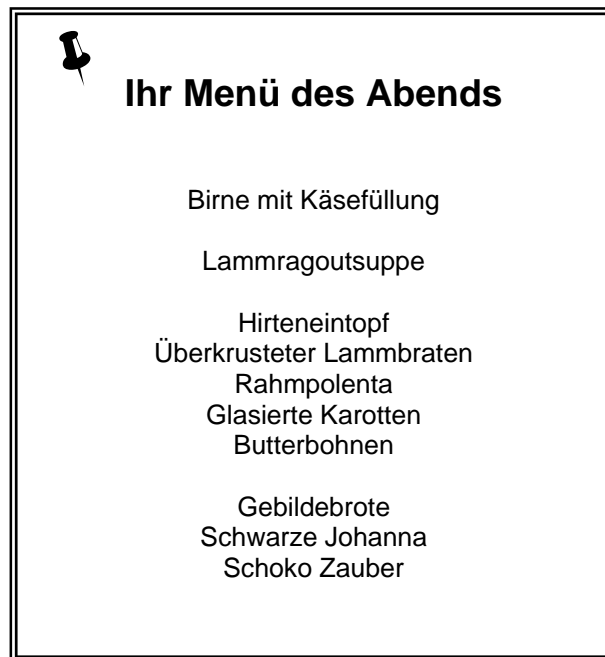 Ihr Menü des Abends
Birne mit Käsefüllung
Lammragoutsuppe
Hirteneintopf
Überkrusteter Lammbraten
Rahmpolenta
Glasierte Karotten
Butterbohnen
Gebildebrote
Schwarze Johanna
Schoko Zauber